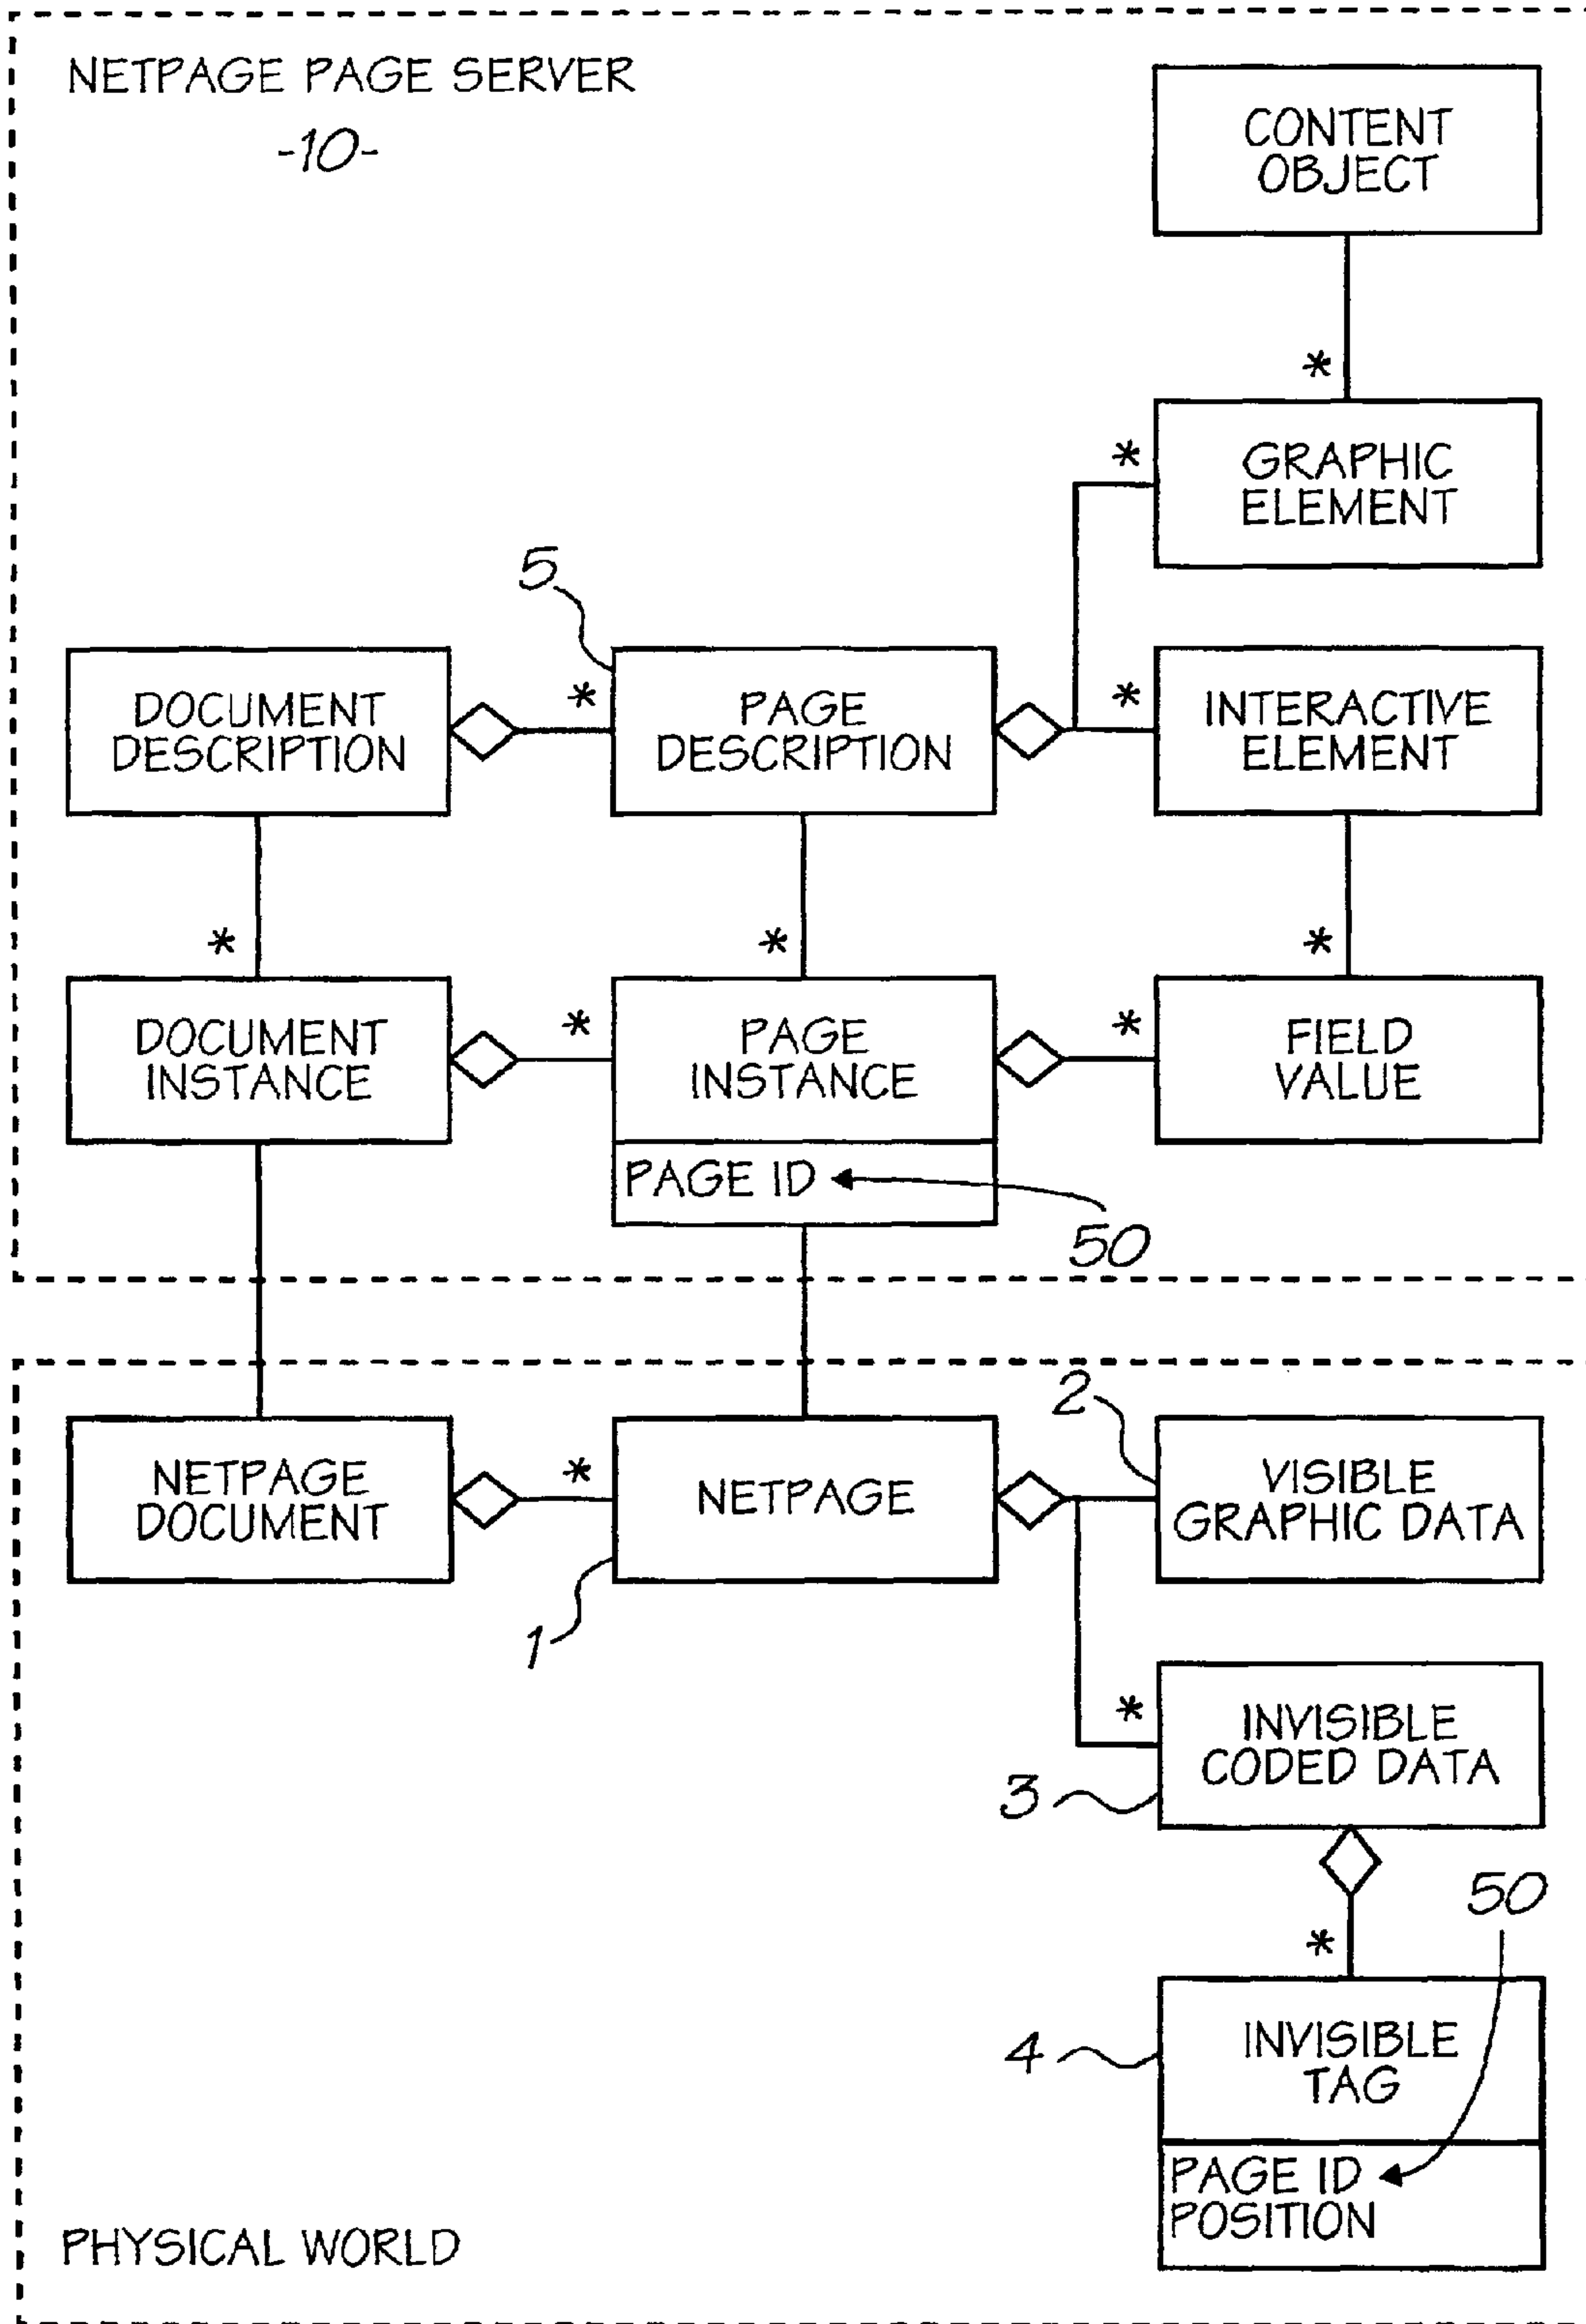 NETPAGE PAGE SERVER
-10-
CONTENT
OBJECT
*
*
GRAPHIC
ELEMENT
5
DOCUMENT
DESCRIPTION
*
PAGE
DESCRIPTION
*
INTERACTIVE
ELEMENT
*
*
*
DOCUMENT
INSTANCE
*
PAGE
INSTANCE
*
FIELD
VALUE
PAGE ID
50
NETPAGE
DOCUMENT
*
NETPAGE
1
2
VISIBLE
GRAPHIC DATA
*
INVISIBLE
CODED DATA
3
*
50
4
INVISIBLE
TAG
PAGE ID
POSITION
PHYSICAL WORLD